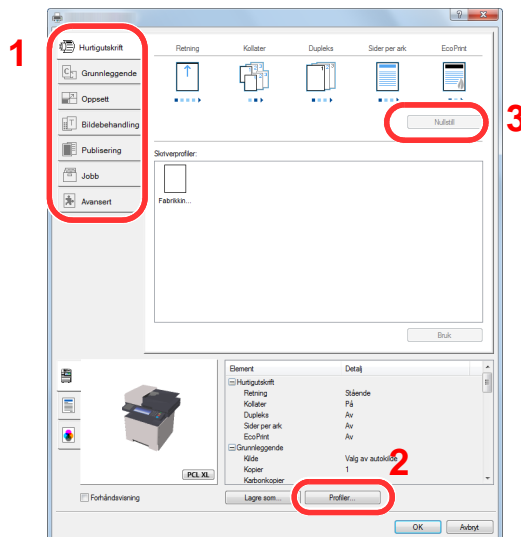 1
Hurtigutskrift
Grunnleggende
Oppsett
Bildebehandling
Publisering
Jobb
Avansert
Retning Kollater Dupleks Sider per ark EcoPrint
Nullstill
3
Skriverprofiler:
Fabrikkin...
Bruk
Element Detalj
Hurtigutskrift
Retning Stående
Kollater På
Dupleks Av
Sider per ark Av
EcoPrint Av
Grunnleggende
Kilde Valg av autokilde
Kopier 1
Karbonkopier
2
PCL XL
Forhåndsvisning
Lagre som... Profiler...
OK Avbryt